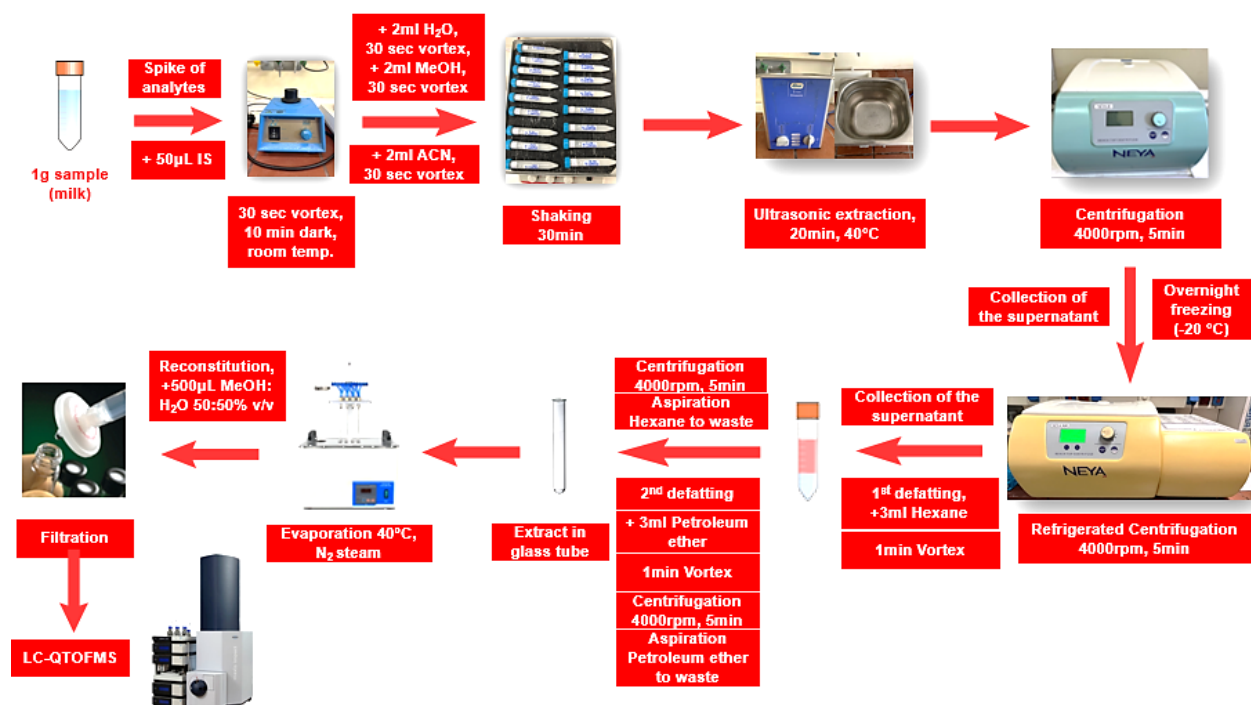 1g sample
(milk)
Spike of
analytes
+ 50µL IS
30 sec vortex,
10 min dark,
room temp.
+ 2ml H₂O,
30 sec vortex,
+ 2ml MeOH,
30 sec vortex
+ 2ml ACN,
30 sec vortex
Shaking
30min
Ultrasonic extraction,
20min, 40°C
NEYA
Centrifugation
4000rpm, 5min
Collection of
the supernatant
Overnight
freezing
(-20 °C)
NEYA
Refrigerated Centrifugation
4000rpm, 5min
Collection of the
supernatant
1st defatting,
+3ml Hexane
1min Vortex
Centrifugation
4000rpm, 5min
Aspiration
Hexane to waste
2nd defatting
+ 3ml Petroleum
ether
1min Vortex
Centrifugation
4000rpm, 5min
Aspiration
Petroleum ether
to waste
Extract in
glass tube
Evaporation 40°C,
N₂ steam
Reconstitution,
+500µL MeOH:
H₂O 50:50% v/v
Filtration
LC-QTOFMS